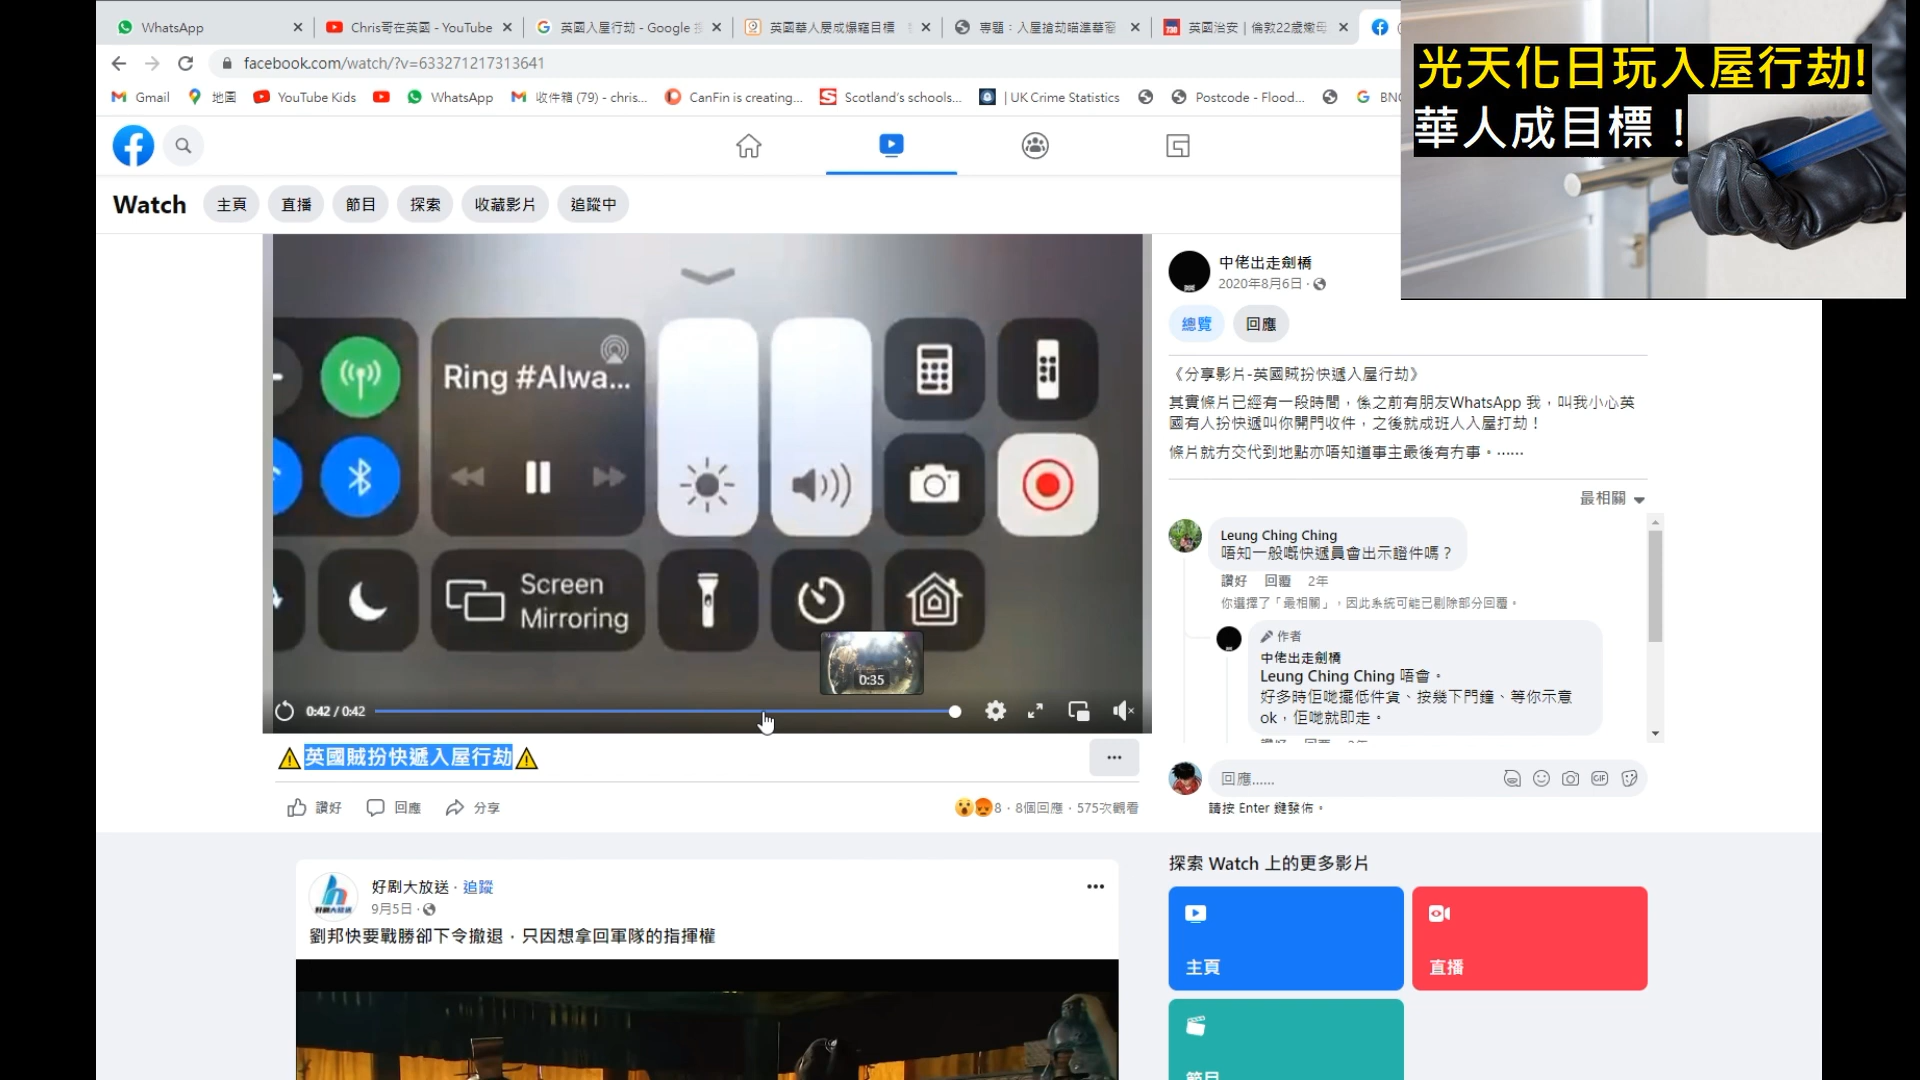 WhatsApp
Chris哥在英國 - YouTube
英國入屋行劫 - Google
英國華人屢成爆竊目標
專題：入屋搶劫瞄準華裔
英國治安｜倫敦22歲嫩母
facebook.com/watch/?v=633271217313641
Gmail
地圖
YouTube Kids
WhatsApp
收件箱 (79) - chris...
CanFin is creating...
Scotland's schools...
| UK Crime Statistics
Postcode - Flood...
BNO
光天化日玩入屋行劫!
華人成目標！
Watch
主頁
直播
節目
探索
收藏影片
追蹤中
Ring #Alwa...
Screen
Mirroring
0:35
0:42 / 0:42
⚠英國賊扮快遞入屋行劫⚠
讚好
回應
分享
8 · 8個回應 · 575次觀看
中佬出走劍橋
2020年8月6日 ·
總覽
回應
《分享影片-英國賊扮快遞入屋行劫》
其實條片已經有一段時間，係之前有朋友WhatsApp 我，叫我小心英
國有人扮快遞叫你開門收件，之後就成班人入屋打劫！
條片就冇交代到地點亦唔知道事主最後有冇事。......
最相關
Leung Ching Ching
唔知一般嘅快遞員會出示證件嗎？
讚好 回覆 2年
你選擇了「最相關」，因此系統可能已剔除部分回覆。
作者
中佬出走劍橋
Leung Ching Ching 唔會。
好多時佢哋擺低件貨、按幾下門鐘、等你示意
ok，佢哋就即走。
回應......
GIF
請按 Enter 鍵發佈。
好剧大放送 · 追蹤
9月5日 ·
劉邦快要戰勝卻下令撤退．只因想拿回軍隊的指揮權
探索 Watch 上的更多影片
主頁
直播
節目